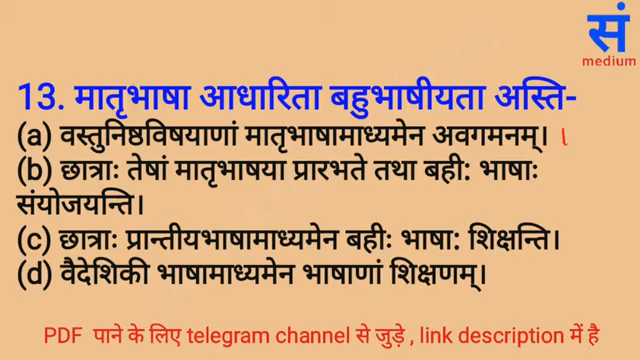 सं
medium
13. मातृभाषा आधारिता बहुभाषीयता अस्ति-
(a) वस्तुनिष्ठविषयाणां मातृभाषामाध्यमेन अवगमनम्। ।
(b) छात्राः तेषां मातृभाषया प्रारभते तथा बही: भाषाः
संयोजयन्ति।
(c) छात्राः प्रान्तीयभाषामाध्यमेन बहीः भाषा: शिक्षन्ति।
(d) वैदेशिकी भाषामाध्यमेन भाषाणां शिक्षणम्।
PDF पाने के लिए telegram channel से जुड़े , link description में है